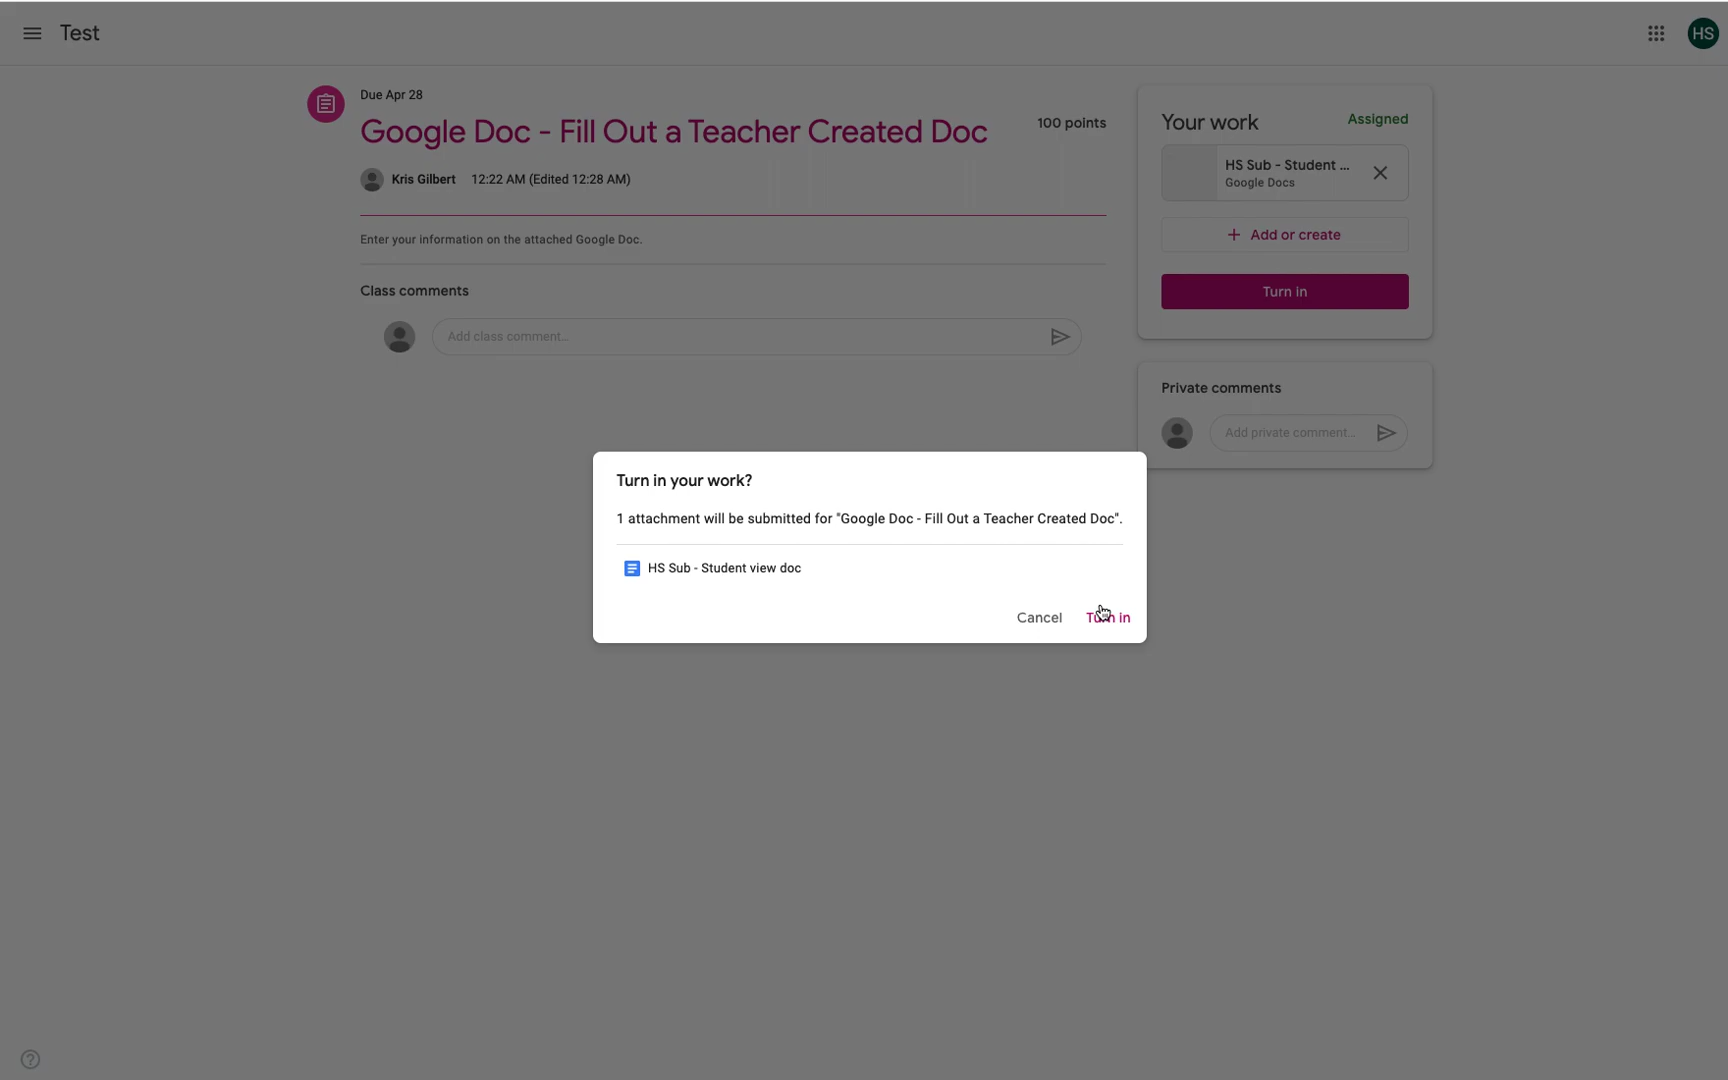 Test
HS
Due Apr 28
Google Doc - Fill Out a Teacher Created Doc
100 points
Kris Gilbert 12:22 AM (Edited 12:28 AM)
Enter your information on the attached Google Doc.
Class comments
Add class comment...
Your work
Assigned
HS Sub - Student ...
Google Docs
+ Add or create
Turn in
Private comments
Add private comment...
Turn in your work?
1 attachment will be submitted for "Google Doc - Fill Out a Teacher Created Doc".
HS Sub - Student view doc
Cancel Turn in